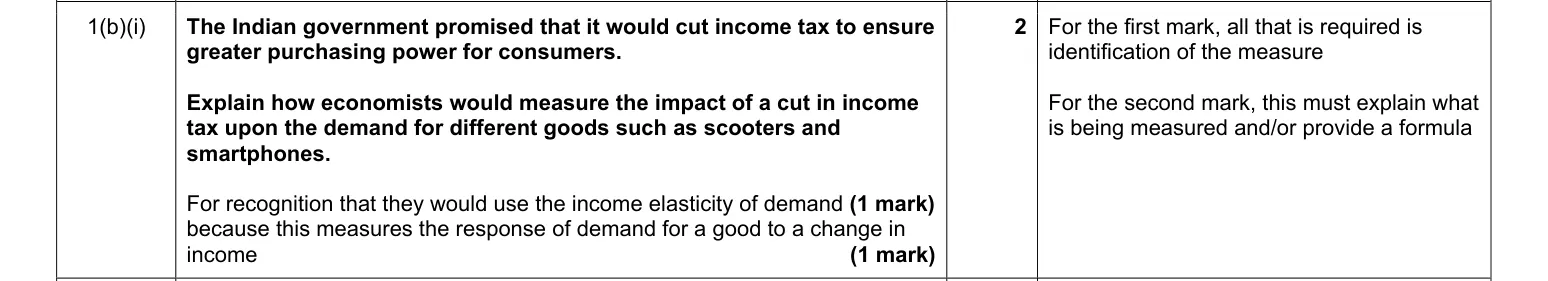 1(b)(i)
The Indian government promised that it would cut income tax to ensure
greater purchasing power for consumers.
Explain how economists would measure the impact of a cut in income
tax upon the demand for different goods such as scooters and
smartphones.
For recognition that they would use the income elasticity of demand (1 mark)
because this measures the response of demand for a good to a change in
income (1 mark)
2
For the first mark, all that is required is
identification of the measure
For the second mark, this must explain what
is being measured and/or provide a formula